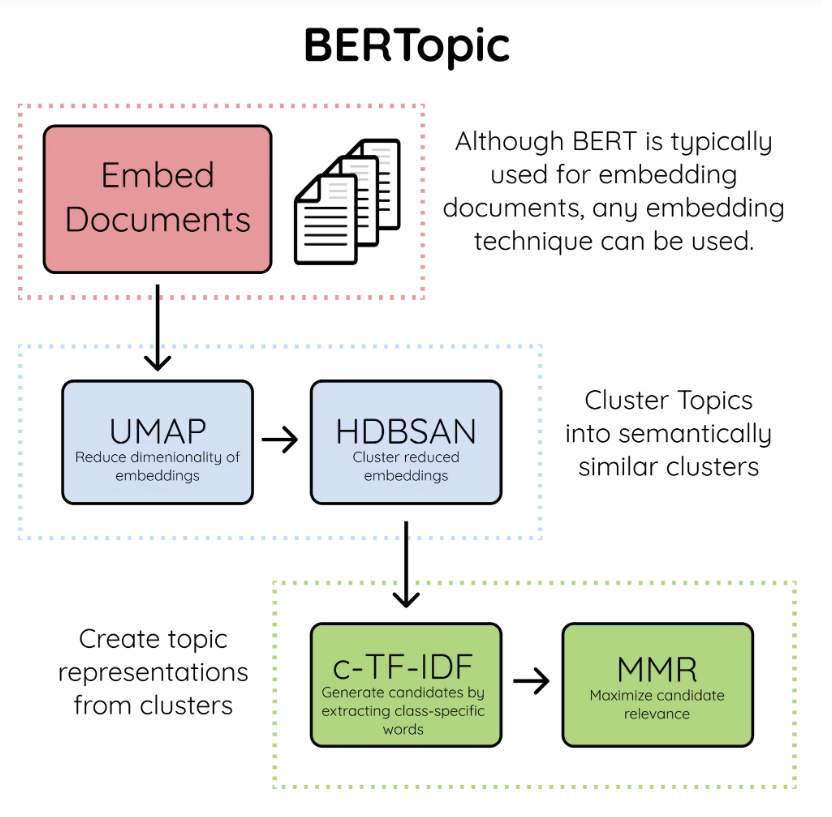 BERTopic
Embed
Documents
Although BERT is typically
used for embedding
documents, any embedding
technique can be used.
UMAP
Reduce dimenionality of
embeddings
HDBSAN
Cluster reduced
embeddings
Cluster Topics
into semantically
similar clusters
Create topic
representations
from clusters
c-TF-IDF
Generate candidates by
extracting class-specific
words
MMR
Maximize candidate
relevance